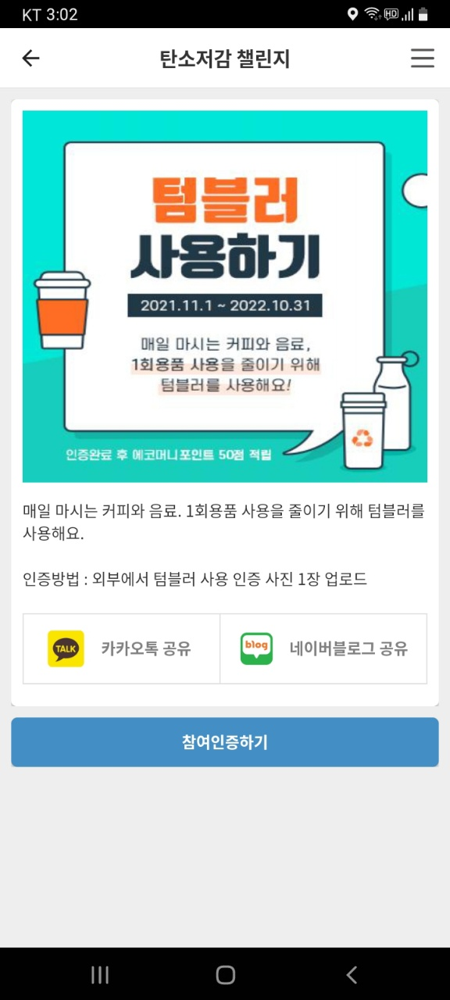 KT 3:02
HD
탄소저감 챌린지
텀블러
사용하기
2021.11.1 ~ 2022.10.31
매일 마시는 커피와 음료,
1회용품 사용을 줄이기 위해
텀블러를 사용해요!
인증완료 후 에코머니포인트 50점 적립
매일 마시는 커피와 음료. 1회용품 사용을 줄이기 위해 텀블러를
사용해요.
인증방법 : 외부에서 텀블러 사용 인증 사진 1장 업로드
TALK 카카오톡 공유
blog 네이버블로그 공유
참여인증하기